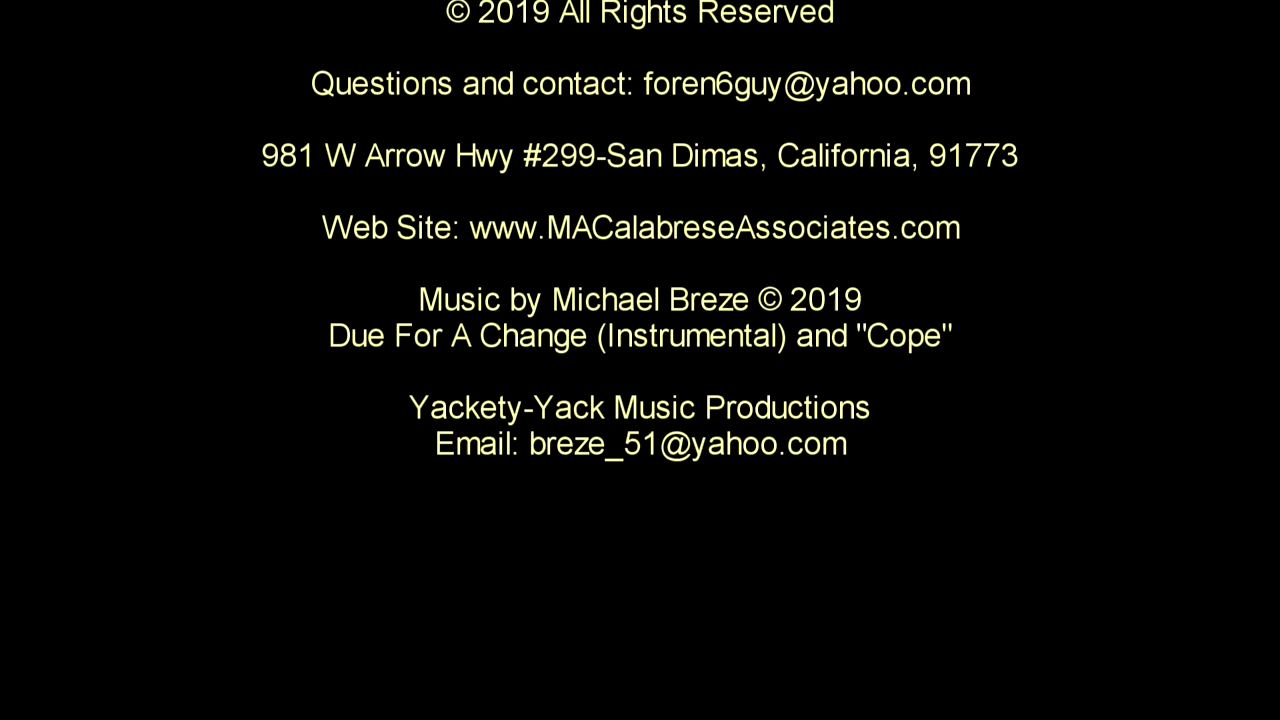 © 2019 All Rights Reserved
Questions and contact: foren6guy@yahoo.com
981 W Arrow Hwy #299-San Dimas, California, 91773
Web Site: www.MACalabreseAssociates.com
Music by Michael Breze © 2019
Due For A Change (Instrumental) and "Cope"
Yackety-Yack Music Productions
Email: breze_51@yahoo.com